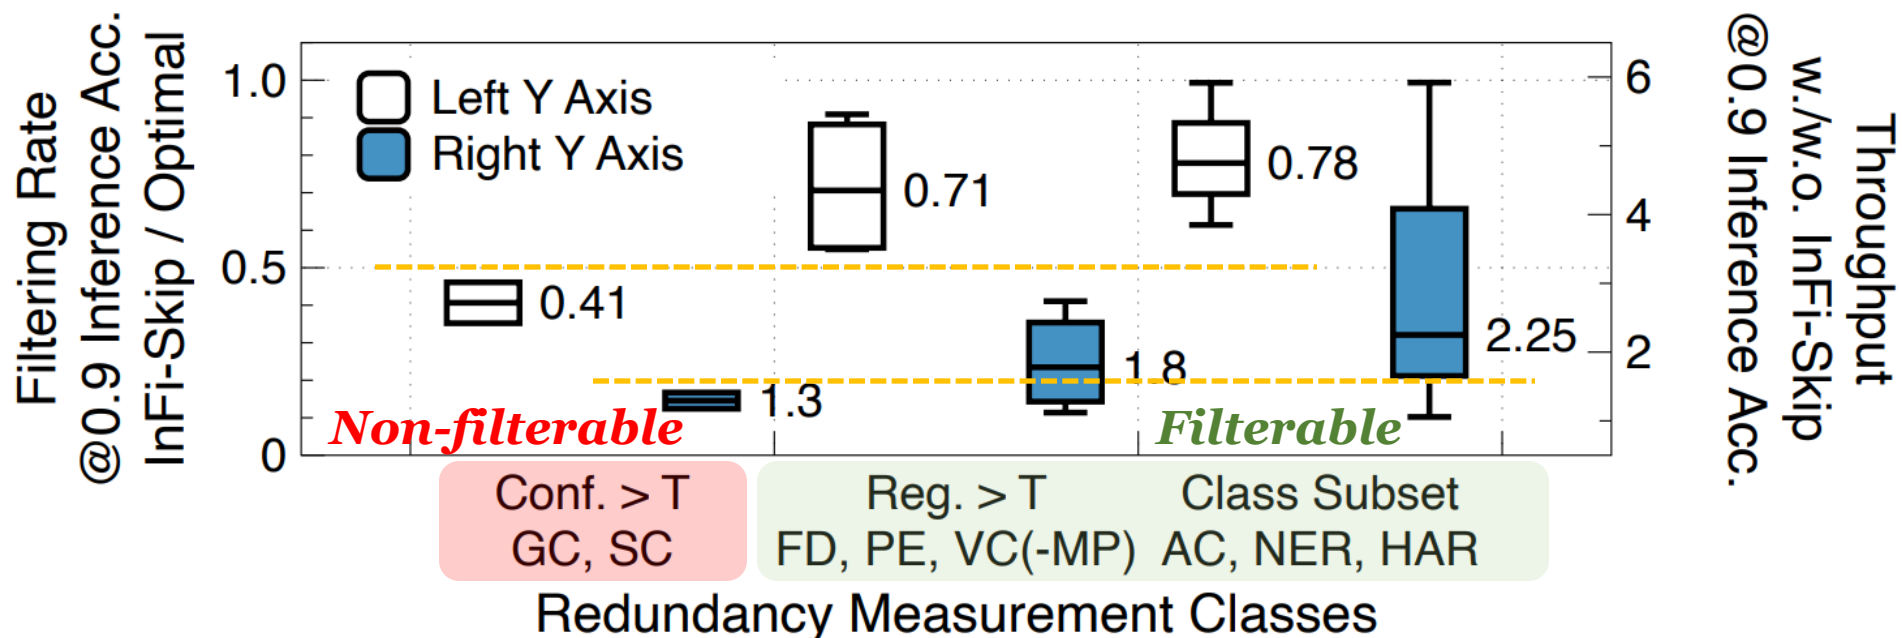 Filtering Rate
@0.9 Inference Acc.
InFi-Skip / Optimal
1.0
0.5
0
Left Y Axis
Right Y Axis
0.41
1.3
0.71
1.8
0.78
2.25
Non-filterable
Filterable
6
4
2
Throughput
w./w.o. InFi-Skip
@0.9 Inference Acc.
Conf. > T
GC, SC
Reg. > T
FD, PE, VC(-MP)
Class Subset
AC, NER, HAR
Redundancy Measurement Classes